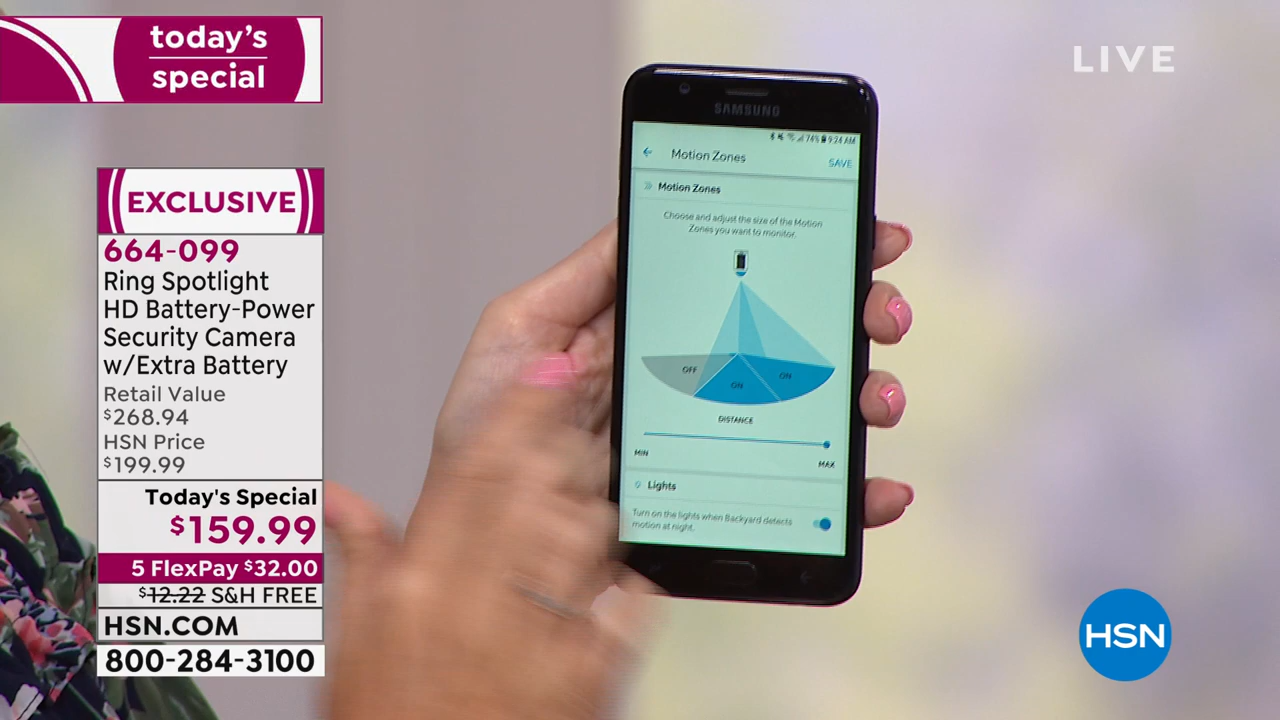 today's
special
LIVE
EXCLUSIVE
664-099
Ring Spotlight
HD Battery-Power
Security Camera
w/Extra Battery
Retail Value
$268.94
HSN Price
$199.99
Today's Special
$159.99
5 FlexPay $32.00
$12.22 S&H FREE
HSN.COM
800-284-3100
SAMSUNG
74% 9:24 AM
Motion Zones
SAVE
Motion Zones
Choose and adjust the size of the Motion
Zones you want to monitor.
OFF
ON
ON
DISTANCE
MIN
MAX
Lights
Turn on the lights when Backyard detects
motion at night.
HSN